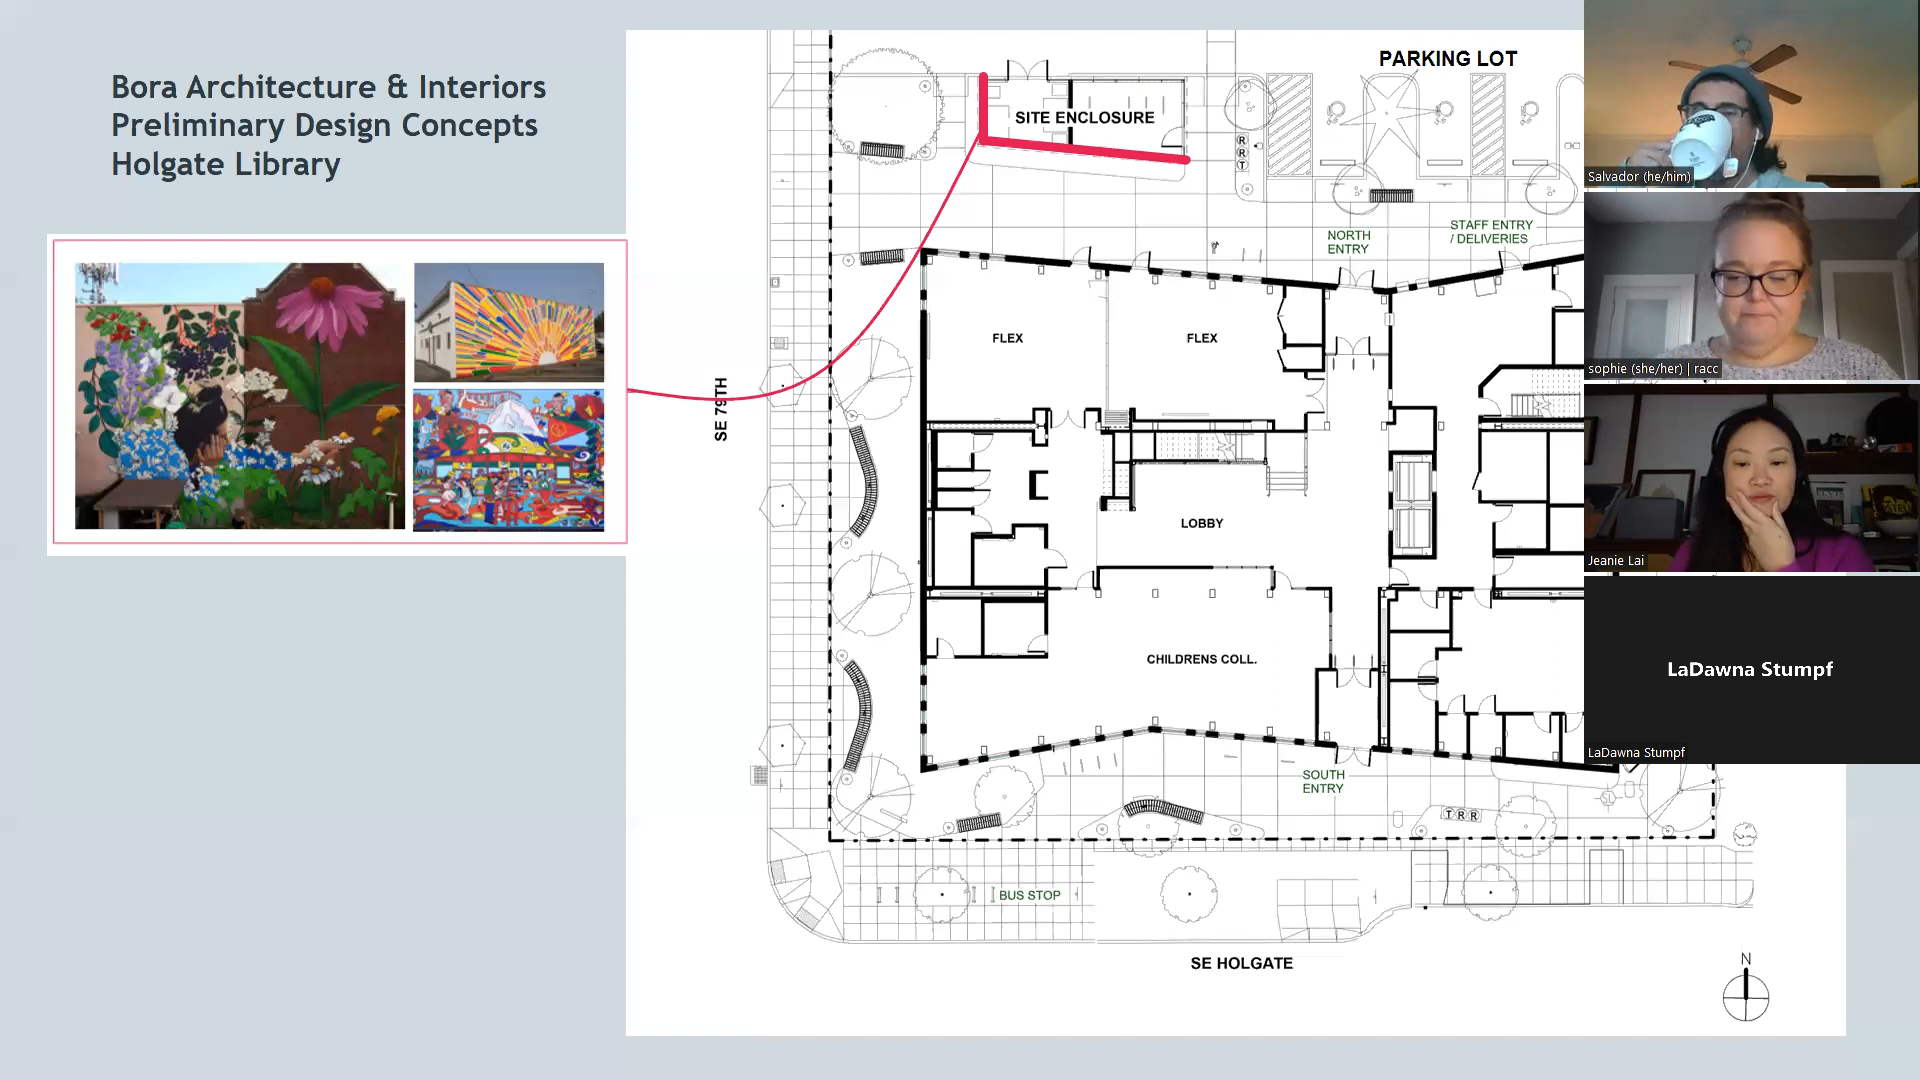 Bora Architecture & Interiors
Preliminary Design Concepts
Holgate Library
PARKING LOT
SITE ENCLOSURE
R
R
T
NORTH
ENTRY
STAFF ENTRY
/ DELIVERIES
FLEX
FLEX
SE 79TH
LOBBY
CHILDRENS COLL.
SOUTH
ENTRY
T R R
BUS STOP
SE HOLGATE
N
Salvador (he/him)
sophie (she/her) | racc
Jeanie Lai
LaDawna Stumpf
LaDawna Stumpf